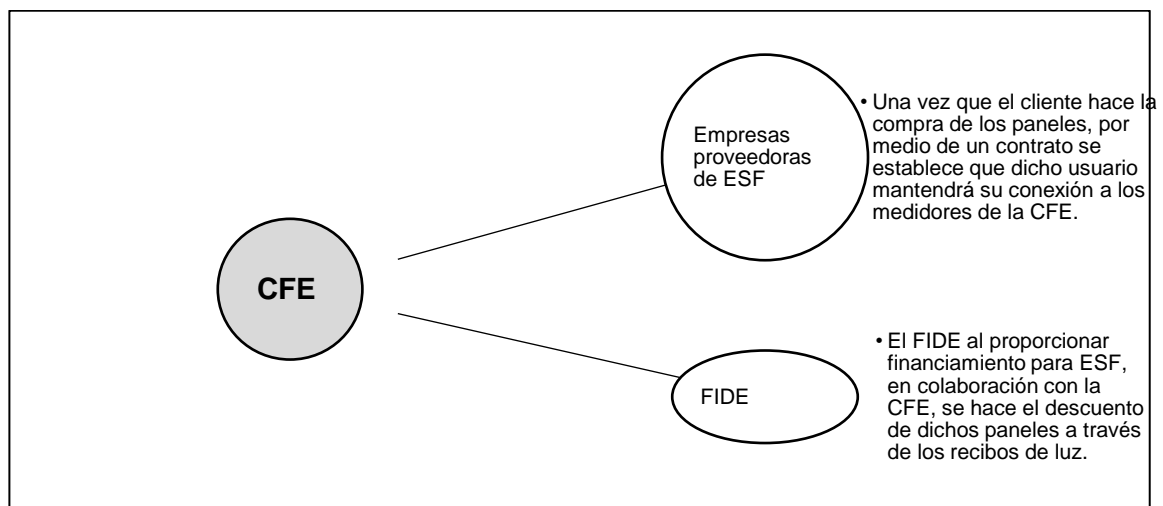 CFE
Empresas
proveedoras
de ESF
• Una vez que el cliente hace la
compra de los paneles, por
medio de un contrato se
establece que dicho usuario
mantendrá su conexión a los
medidores de la CFE.
FIDE
• El FIDE al proporcionar
financiamiento para ESF,
en colaboración con la
CFE, se hace el descuento
de dichos paneles a través
de los recibos de luz.